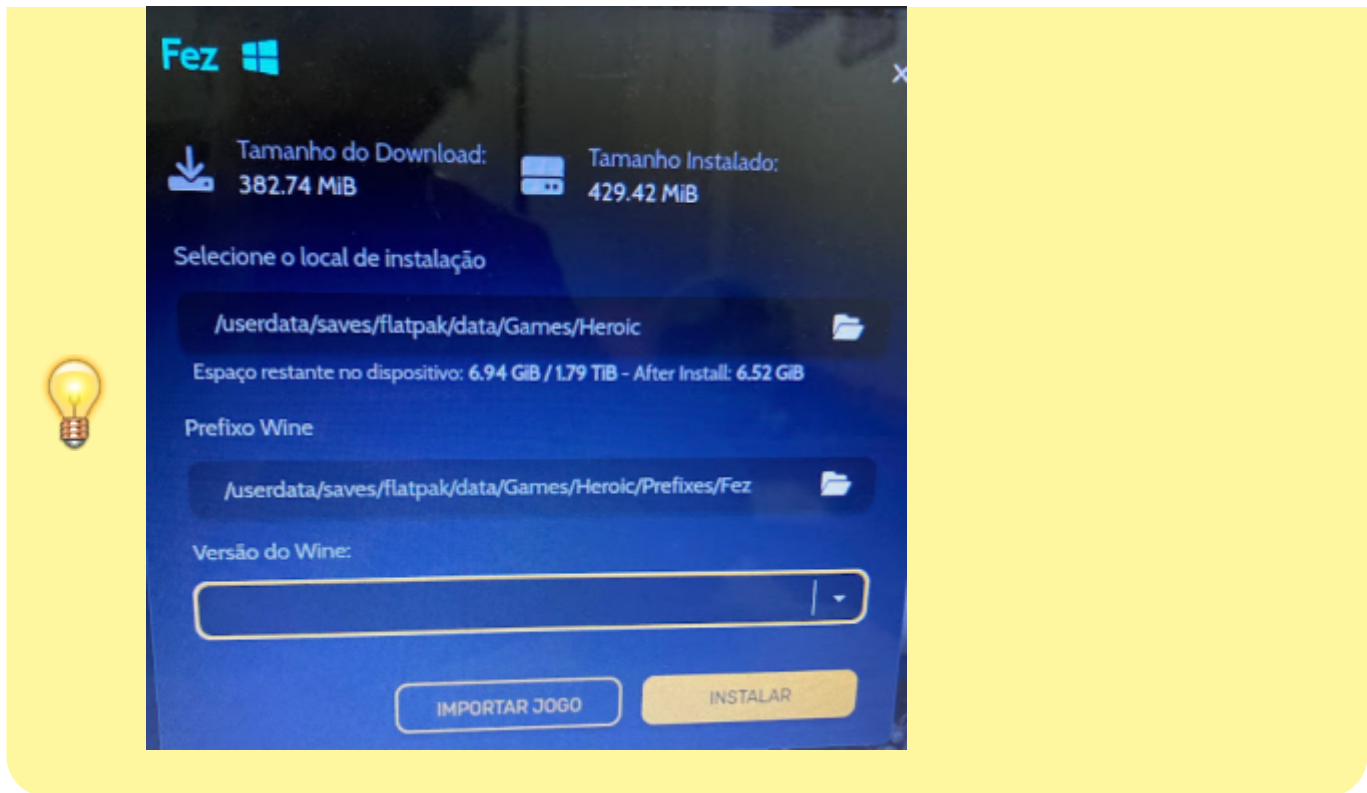 Fez
Tamanho do Download:
382.74 MiB
Tamanho Instalado:
429.42 MiB
Selecione o local de instalação
/userdata/saves/flatpak/data/Games/Heroic
Espaço restante no dispositivo: 6.94 GiB / 1.79 TiB - After Install: 6.52 GiB
Prefixo Wine
/userdata/saves/flatpak/data/Games/Heroic/Prefixes/Fez
Versão do Wine:
IMPORTAR JOGO
INSTALAR